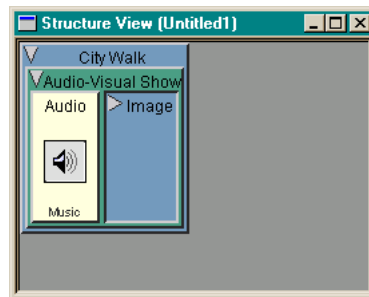 Structure View (Untitled1)
City Walk
Audio-Visual Show
Audio
Image
Music